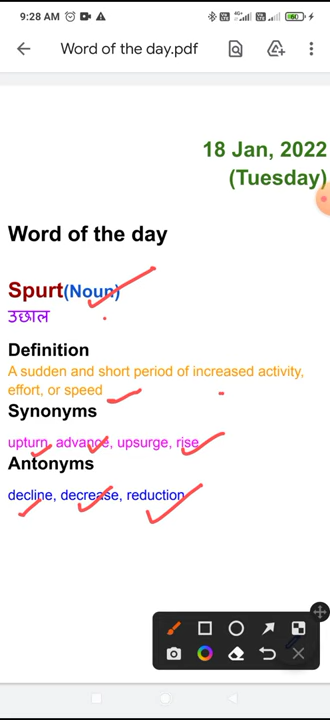 9:28 AM
4G+
60
Word of the day.pdf
18 Jan, 2022
(Tuesday)
Word of the day
Spurt(Noun)
उछाल
Definition
A sudden and short period of increased activity,
effort, or speed
Synonyms
upturn, advance, upsurge, rise
Antonyms
decline, decrease, reduction